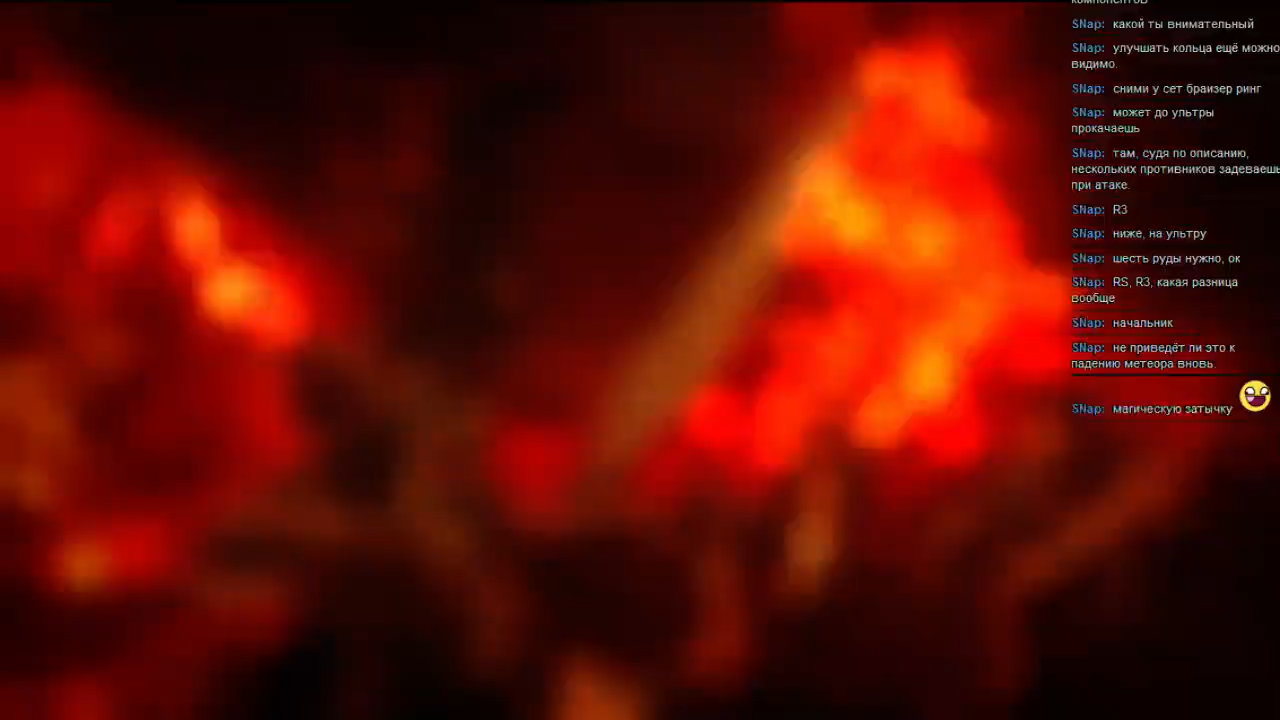 компонентов
SNap: какой ты внимательный
SNap: улучшать кольца ещё можно
видимо.
SNap: сними у сет браизер ринг
SNap: может до ультры
прокачаешь
SNap: там, судя по описанию,
нескольких противников задеваешь
при атаке.
SNap: R3
SNap: ниже, на ультру
SNap: шесть руды нужно, ок
SNap: RS, R3, какая разница
вообще
SNap: начальник
SNap: не приведёт ли это к
падению метеора вновь.
SNap: магическую затычку